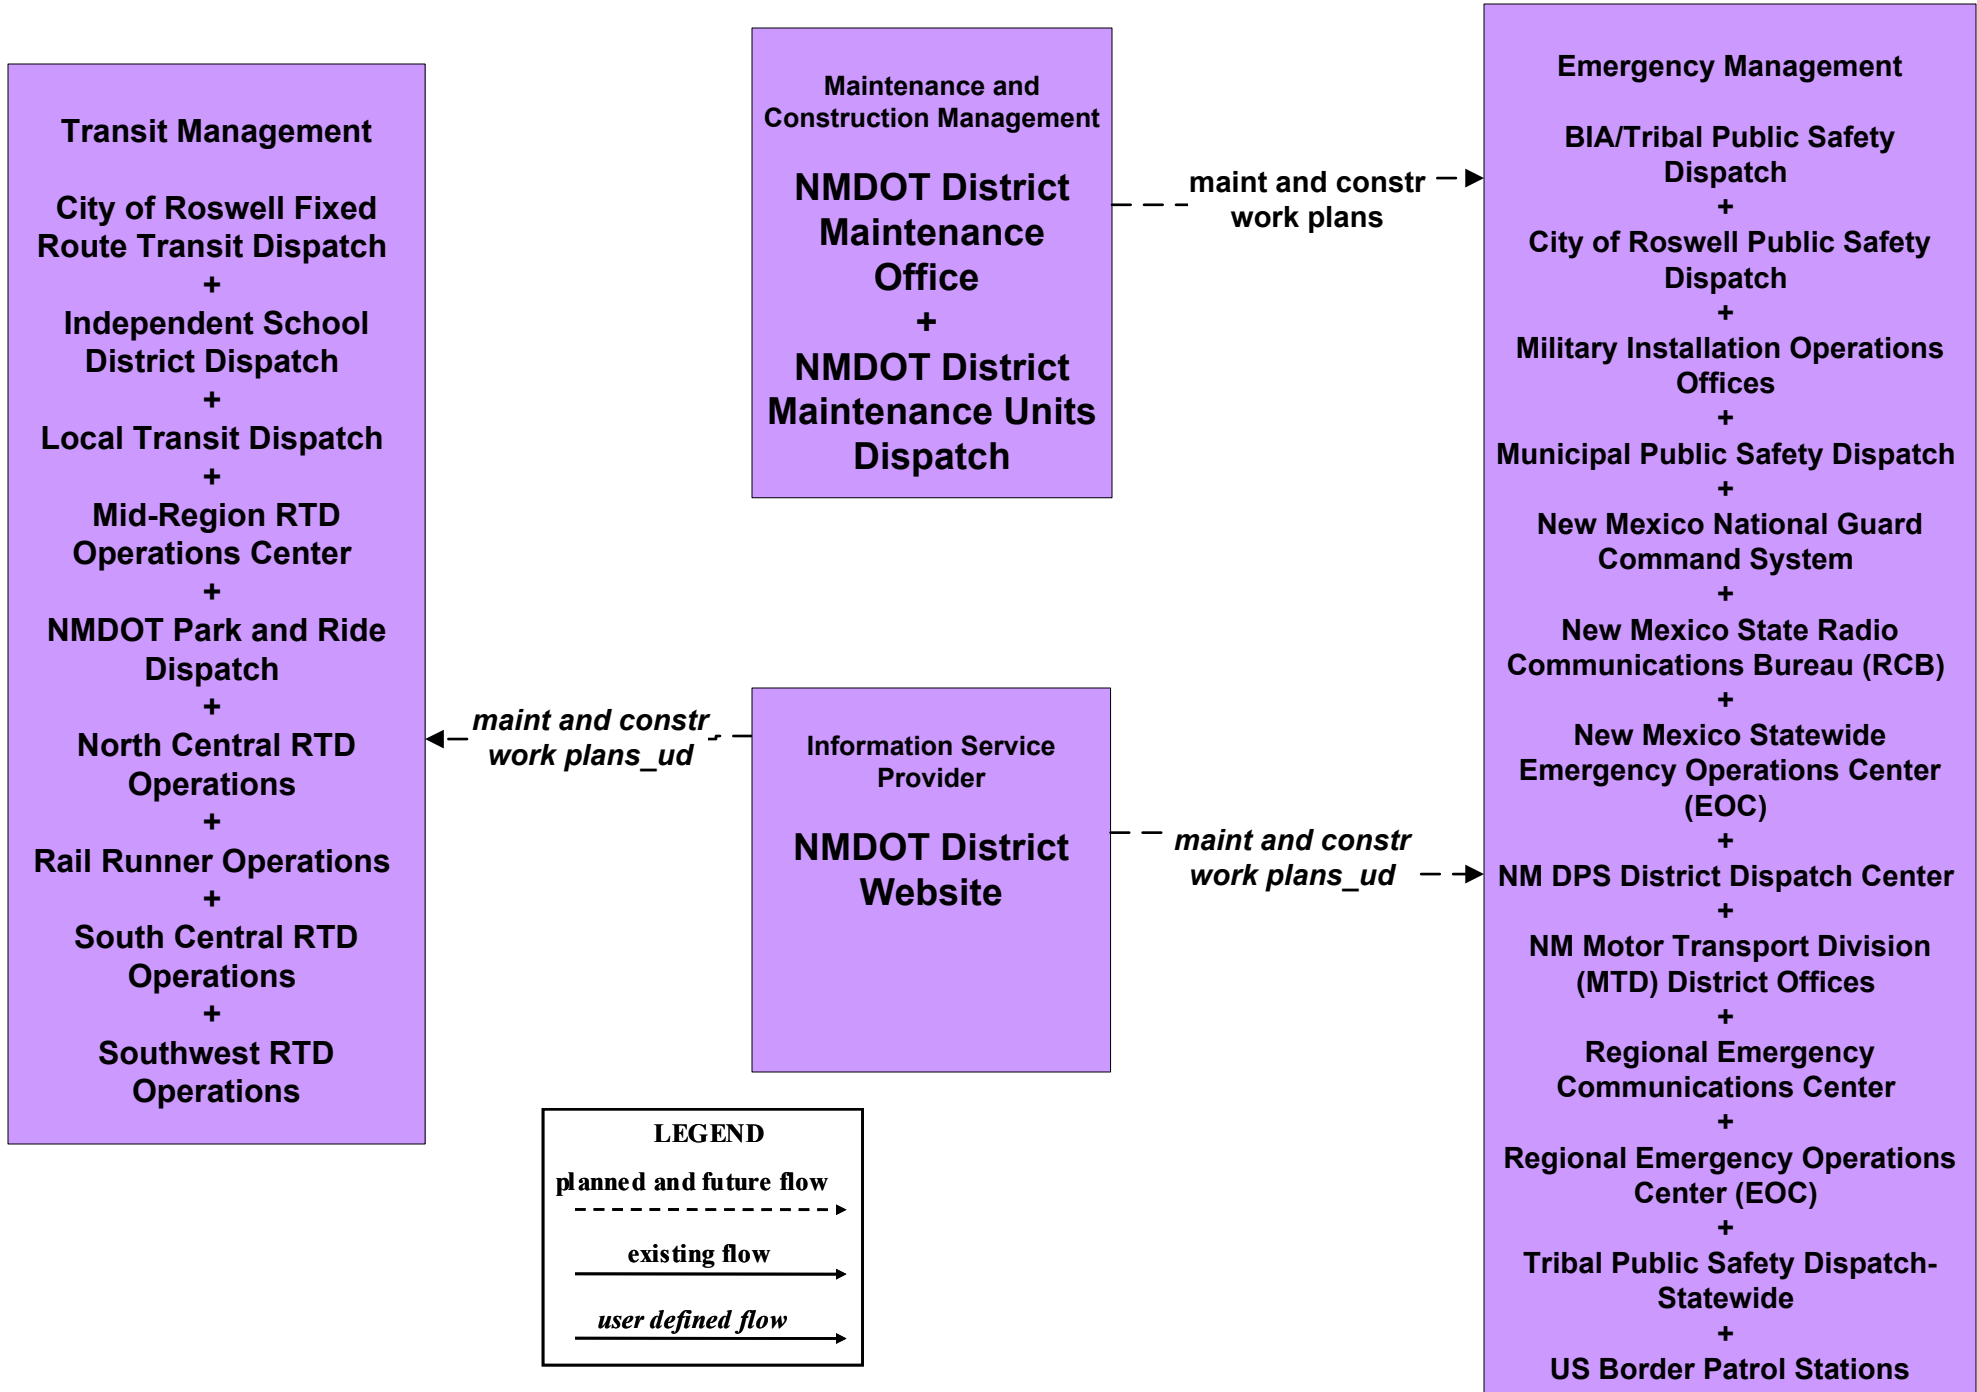 Transit Management
City of Roswell Fixed
Route Transit Dispatch
+
Independent School
District Dispatch
+
Local Transit Dispatch
+
Mid-Region RTD
Operations Center
+
NMDOT Park and Ride
Dispatch
+
North Central RTD
Operations
+
Rail Runner Operations
+
South Central RTD
Operations
+
Southwest RTD
Operations
Maintenance and
Construction Management
NMDOT District
Maintenance
Office
+
NMDOT District
Maintenance Units
Dispatch
maint and constr
work plans
maint and constr
work plans_ud
Information Service
Provider
NMDOT District
Website
maint and constr
work plans_ud
Emergency Management
BIA/Tribal Public Safety
Dispatch
+
City of Roswell Public Safety
Dispatch
+
Military Installation Operations
Offices
+
Municipal Public Safety Dispatch
+
New Mexico National Guard
Command System
+
New Mexico State Radio
Communications Bureau (RCB)
+
New Mexico Statewide
Emergency Operations Center
(EOC)
+
NM DPS District Dispatch Center
+
NM Motor Transport Division
(MTD) District Offices
+
Regional Emergency
Communications Center
+
Regional Emergency Operations
Center (EOC)
+
Tribal Public Safety Dispatch-
Statewide
+
US Border Patrol Stations
LEGEND
planned and future flow
existing flow
user defined flow